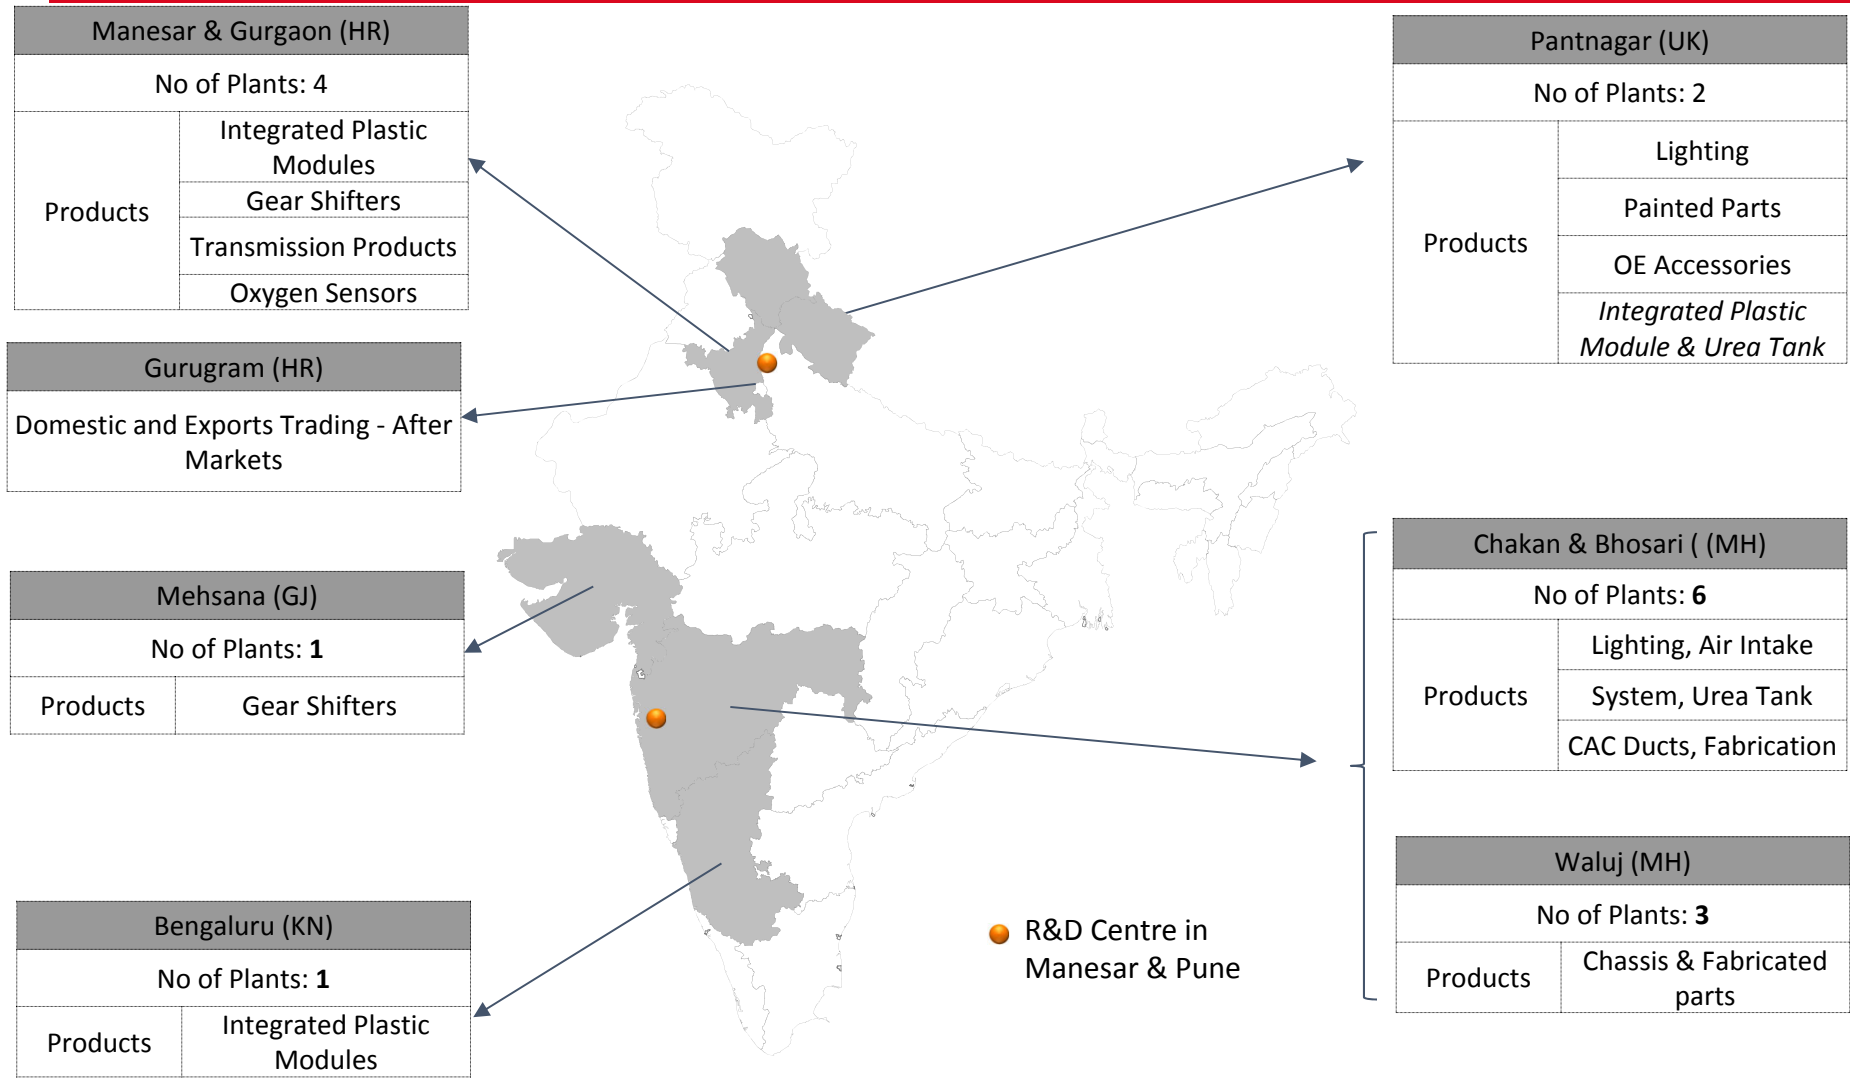 Manesar & Gurgaon (HR)
No of Plants: 4
Products
Integrated Plastic
Modules
Gear Shifters
Transmission Products
Oxygen Sensors
Gurugram (HR)
Domestic and Exports Trading - After
Markets
Mehsana (GJ)
No of Plants: 1
Products
Gear Shifters
Bengaluru (KN)
No of Plants: 1
Products
Integrated Plastic
Modules
R&D Centre in
Manesar & Pune
Pantnagar (UK)
No of Plants: 2
Products
Lighting
Painted Parts
OE Accessories
Integrated Plastic
Module & Urea Tank
Chakan & Bhosari ( (MH)
No of Plants: 6
Products
Lighting, Air Intake
System, Urea Tank
CAC Ducts, Fabrication
Waluj (MH)
No of Plants: 3
Products
Chassis & Fabricated
parts